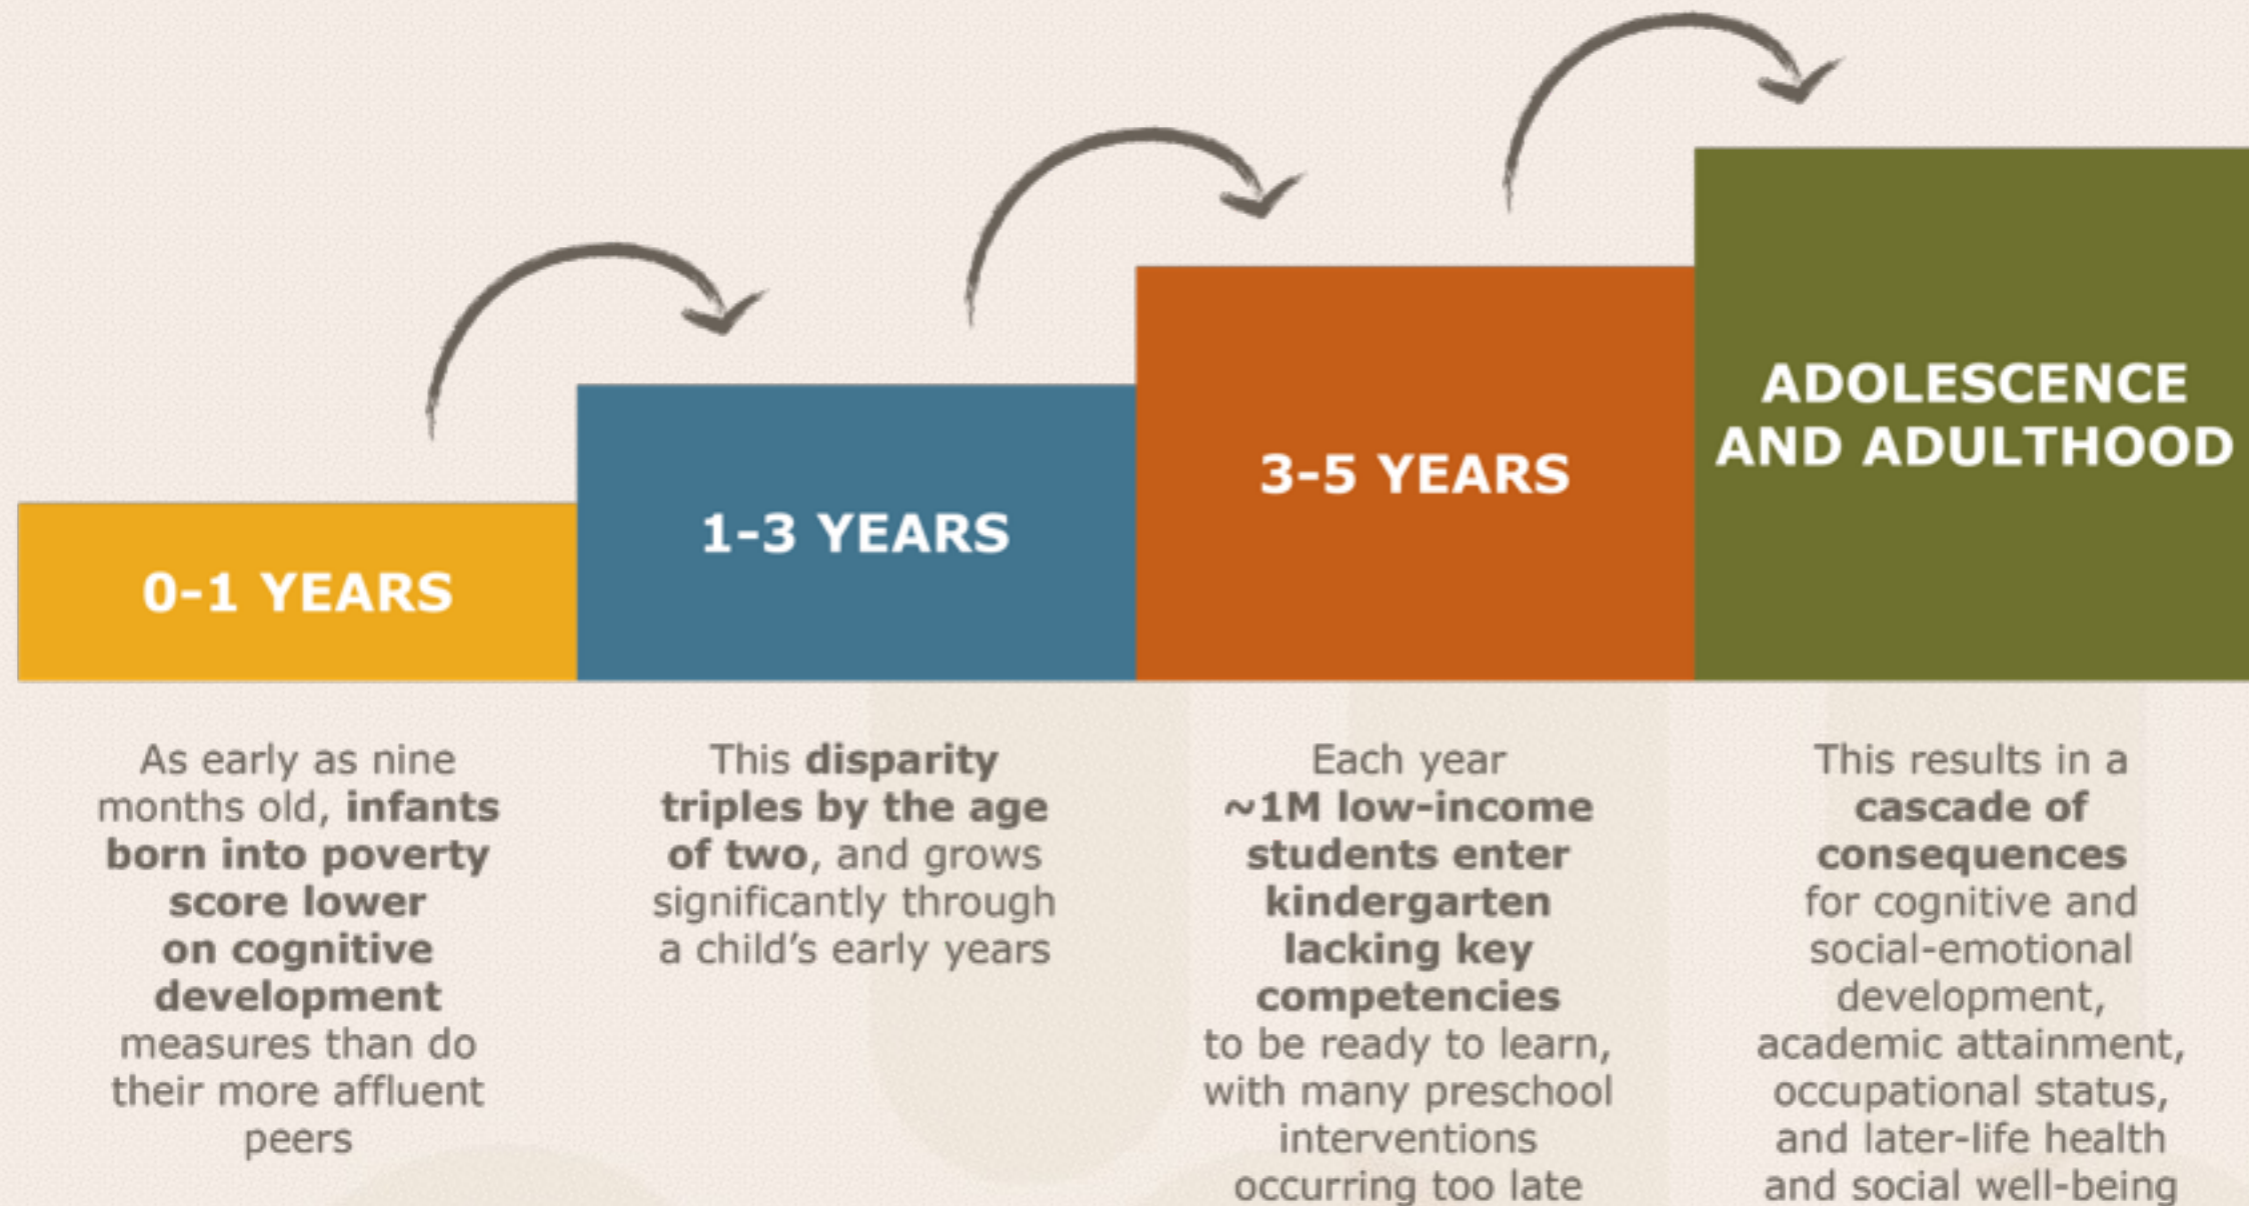 0-1 YEARS
1-3 YEARS
3-5 YEARS
ADOLESCENCE
AND ADULTHOOD
As early as nine
months old, infants
born into poverty
score lower
on cognitive
development
measures than do
their more affluent
peers
This disparity
triples by the age
of two, and grows
significantly through
a child’s early years
Each year
~1M low-income
students enter
kindergarten
lacking key
competencies
to be ready to learn,
with many preschool
interventions
occurring too late
This results in a
cascade of
consequences
for cognitive and
social-emotional
development,
academic attainment,
occupational status,
and later-life health
and social well-being